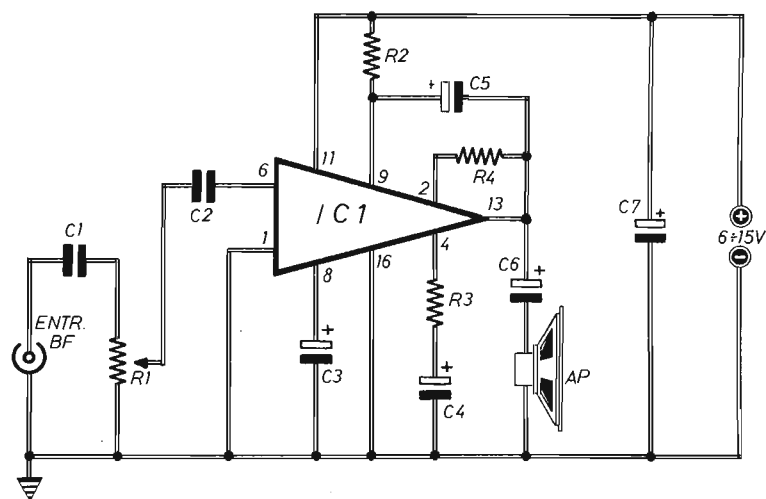 R2
+ C5
11
9
R4
6
2
13
C2
IC1
C7 +
+
6÷15V
-
1
4
C1
16
8
C6 +
R3
ENTR.
BF
+
C3
R1
+
C4
AP